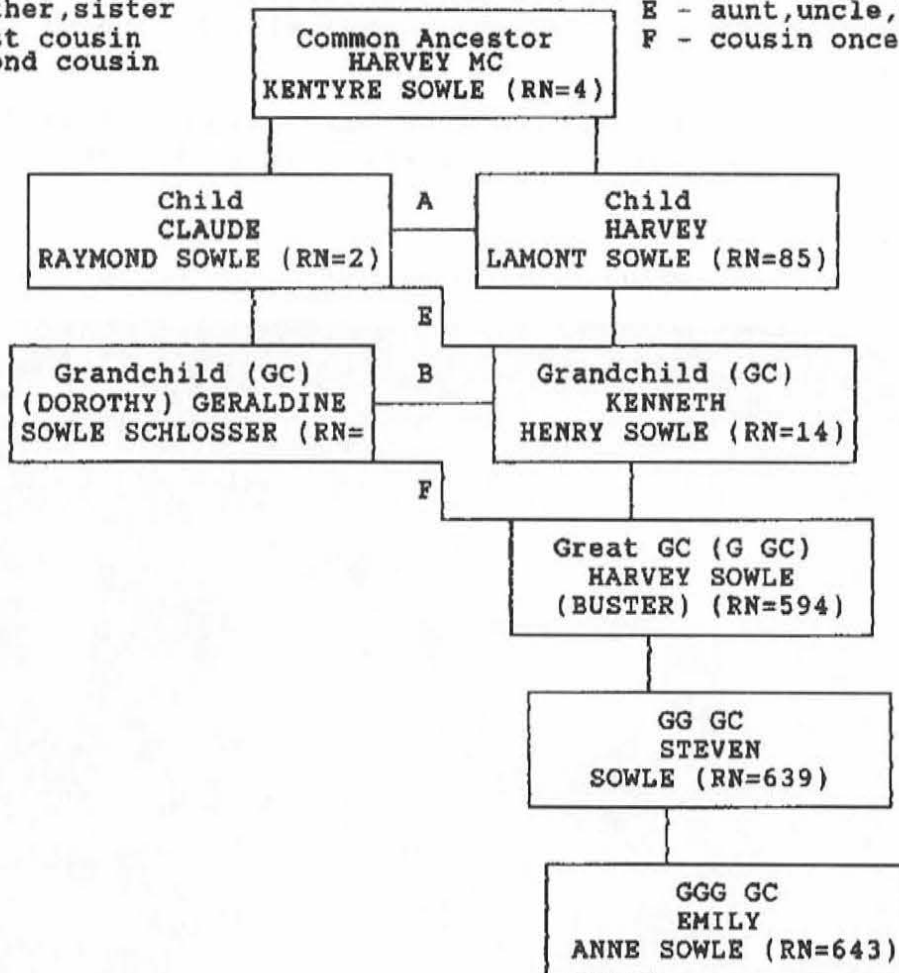 sister
cousin
cousin
E - aunt, uncle,
F - cousin once
Common Ancestor
HARVEY MC
KENTYRE SOWLE (RN=4)
Child
CLAUDE
RAYMOND SOWLE (RN=2)
A
Child
HARVEY
LAMONT SOWLE (RN=85)
E
Grandchild (GC)
(DOROTHY) GERALDINE
SOWLE SCHLOSSER (RN=
B
Grandchild (GC)
KENNETH
HENRY SOWLE (RN=14)
F
Great GC (G GC)
HARVEY SOWLE
(BUSTER) (RN=594)
GG GC
STEVEN
SOWLE (RN=639)
GGG GC
EMILY
ANNE SOWLE (RN=643)